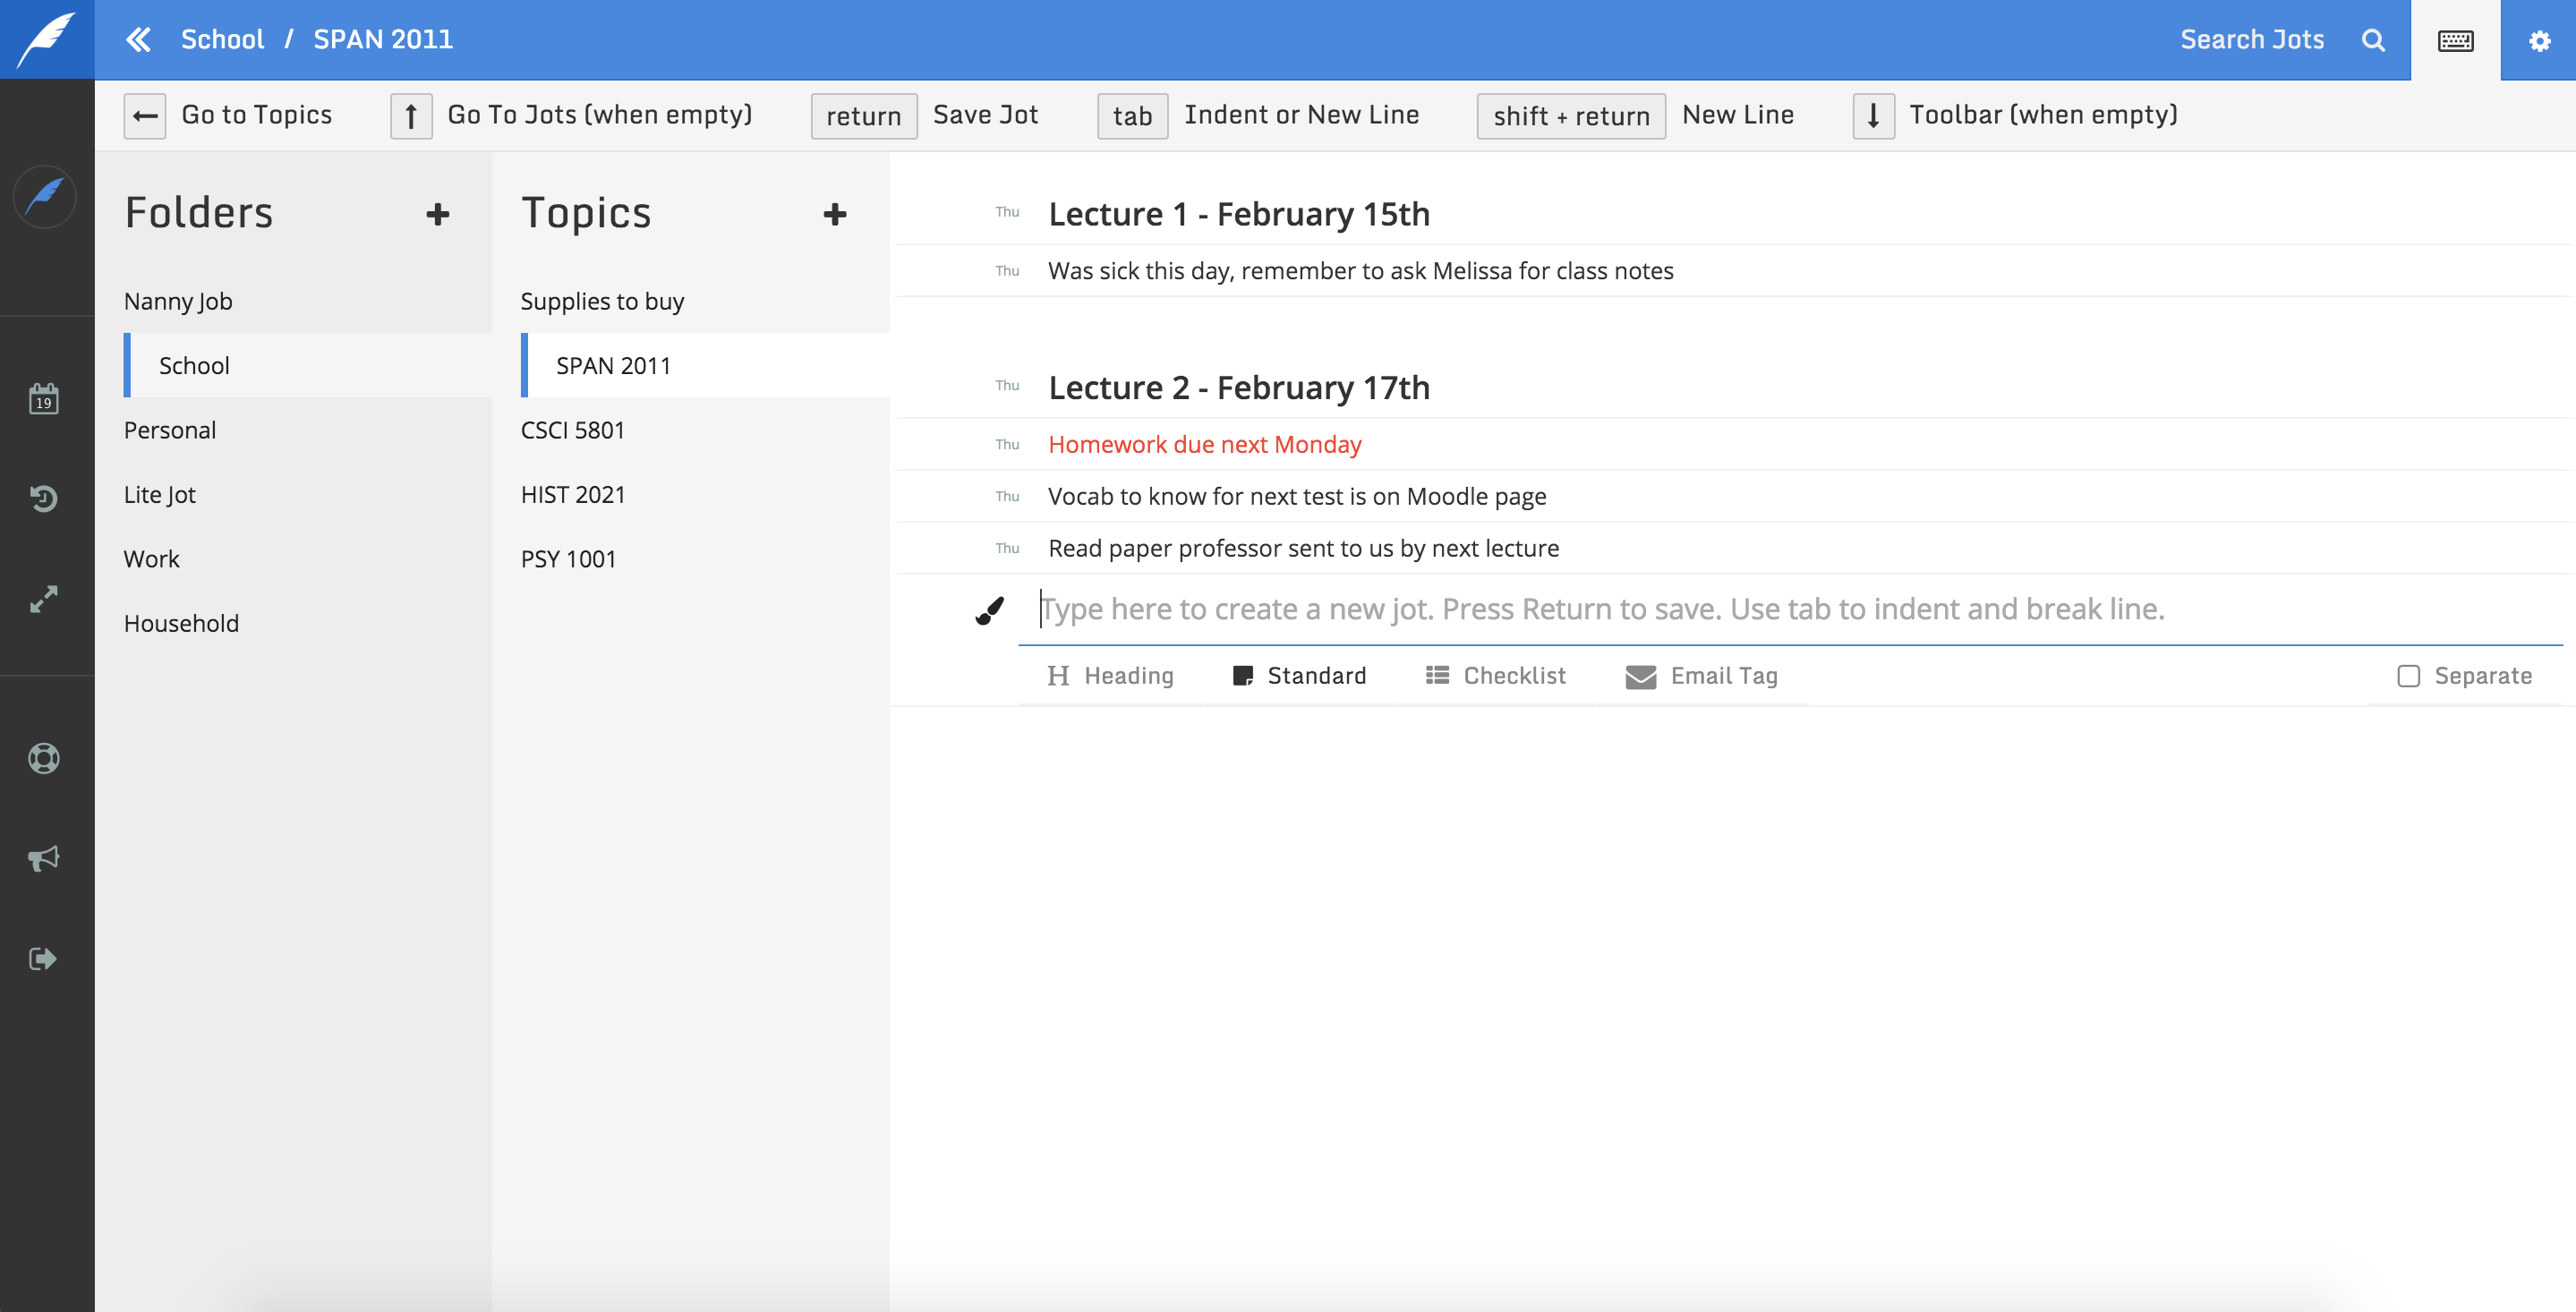 School / SPAN 2011
Search Jots
Go to Topics
Go To Jots (when empty)
return Save Jot
tab Indent or New Line
shift + return New Line
Toolbar (when empty)
Folders
Nanny Job
School
Personal
Lite Jot
Work
Household
Topics
Supplies to buy
SPAN 2011
CSCI 5801
HIST 2021
PSY 1001
Thu Lecture 1 - February 15th
Thu Was sick this day, remember to ask Melissa for class notes
Thu Lecture 2 - February 17th
Thu Homework due next Monday
Thu Vocab to know for next test is on Moodle page
Thu Read paper professor sent to us by next lecture
Type here to create a new jot. Press Return to save. Use tab to indent and break line.
H Heading
Standard
Checklist
Email Tag
Separate
19